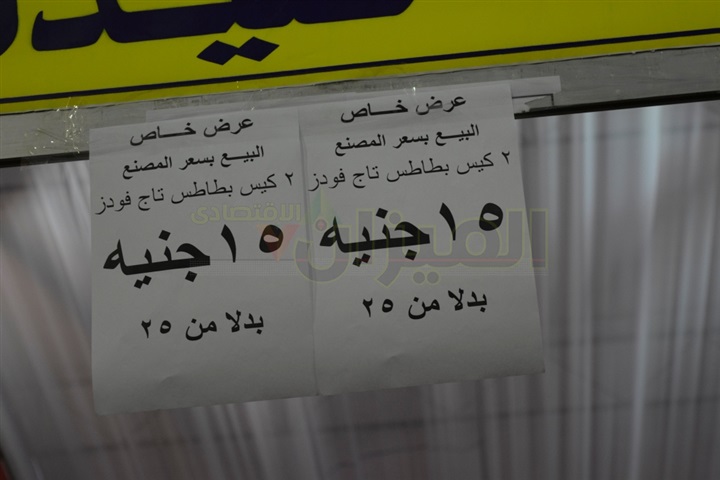 عرض خاص
البيع بسعر المصنع
٢ كيس بطاطس تاج فودز
١٥ جنيه
بدلا من ٢٥
عرض خاص
البيع بسعر المصنع
٢ كيس بطاطس تاج فودز
١٥ جنيه
بدلا من ٢٥
الميزان الاقتصادى